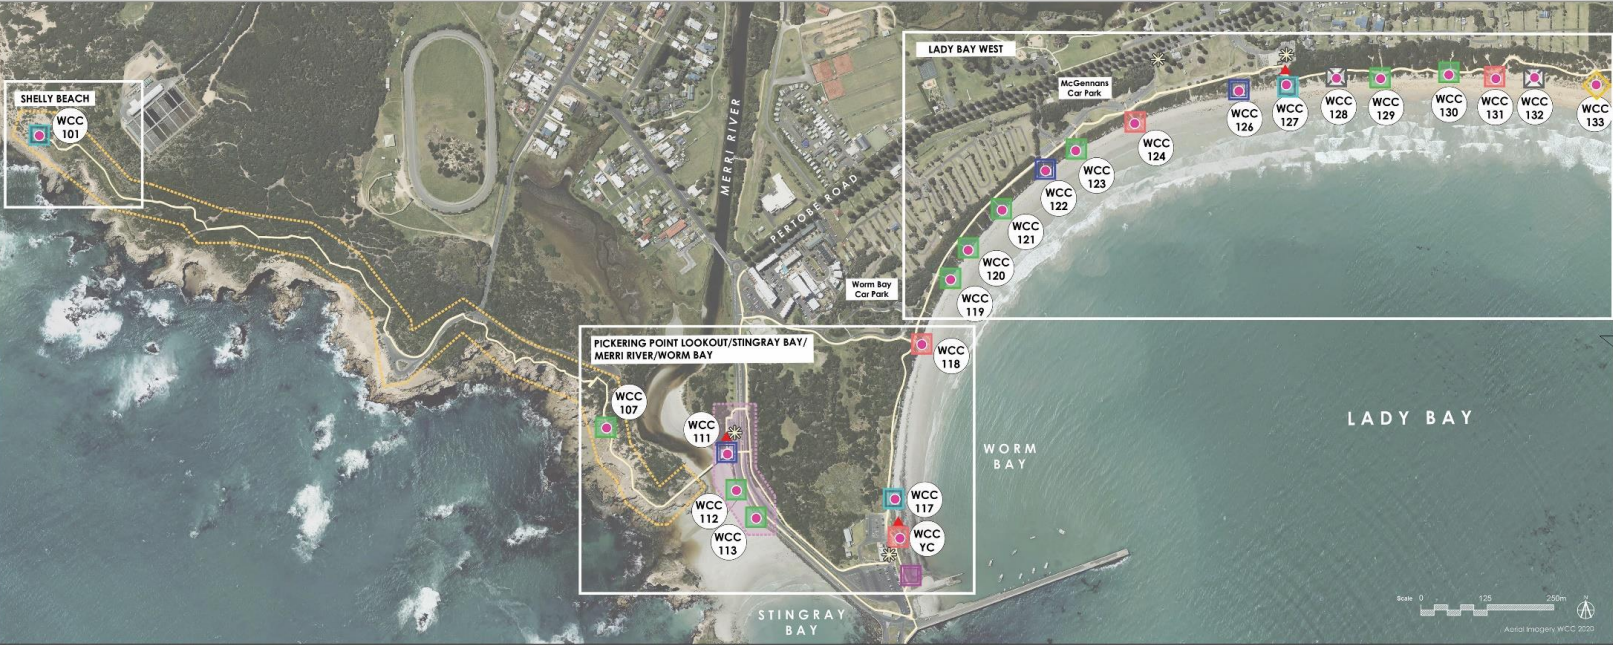 LADY BAY WEST
McGennans
Car Park
SHELLY BEACH
WCC
101
WCC
126
WCC
127
WCC
128
WCC
129
WCC
130
WCC
131
WCC
132
WCC
133
WCC
124
WCC
123
WCC
122
WCC
121
WCC
120
WCC
119
MERRI RIVER
PERTOBE ROAD
Worm Bay
Car Park
PICKERING POINT LOOKOUT/STINGRAY BAY/
MERRI RIVER/WORM BAY
WCC
118
WCC
107
WCC
111
WCC
112
WCC
113
WCC
117
WCC
YC
WORM
BAY
LADY BAY
STINGRAY
BAY
Scale 0 125 250m
N
Aerial Imagery WCC 2020